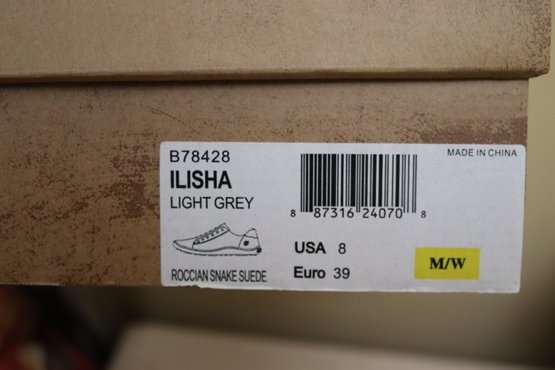 B78428
ILISHA
LIGHT GREY
ROCCIAN SNAKE SUEDE
MADE IN CHINA
8 87316 24070 8
USA 8
Euro 39
M/W